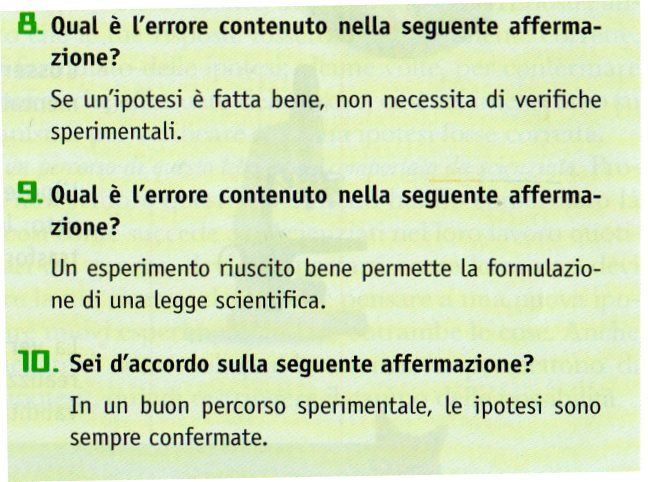 8. Qual è l'errore contenuto nella seguente afferma-
zione?
Se un'ipotesi è fatta bene, non necessita di verifiche
sperimentali.
9. Qual è l'errore contenuto nella seguente afferma-
zione?
Un esperimento riuscito bene permette la formulazio-
ne di una legge scientifica.
10. Sei d'accordo sulla seguente affermazione?
In un buon percorso sperimentale, le ipotesi sono
sempre confermate.